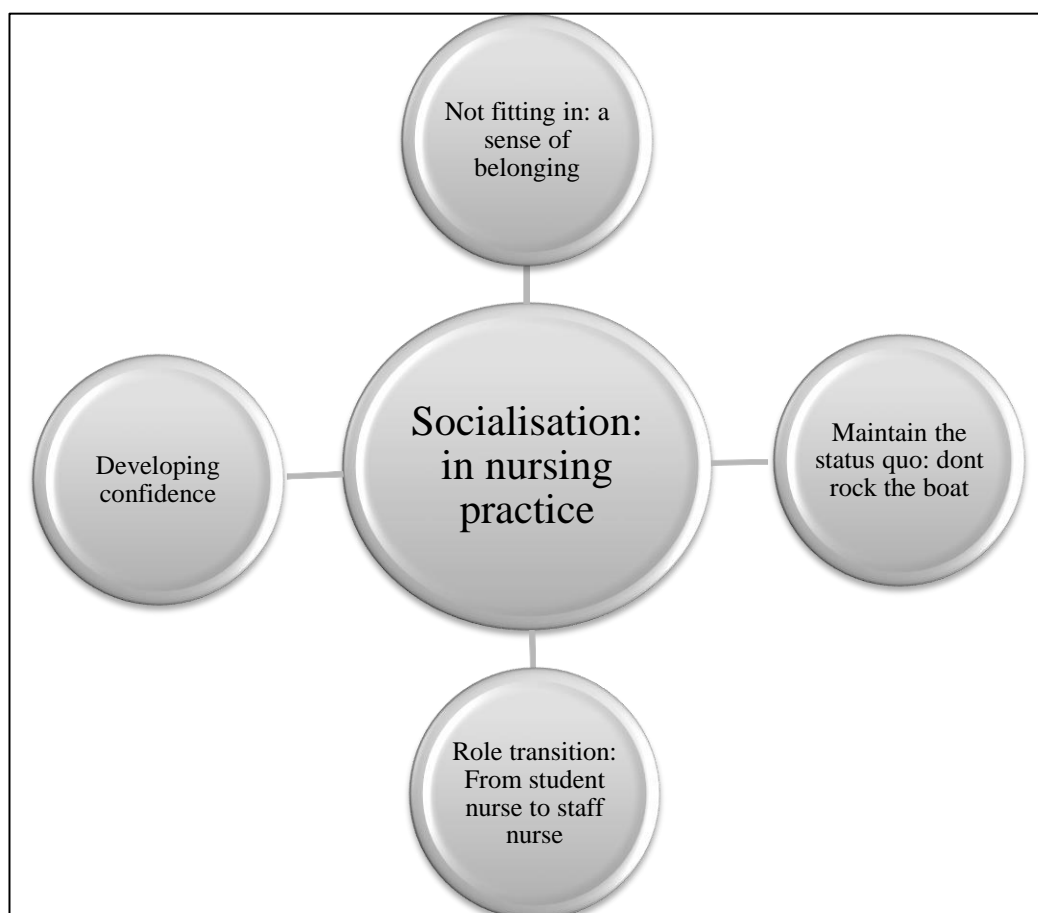 Not fitting in: a
sense of
belonging
Socialisation:
in nursing
practice
Developing
confidence
Maintain the
status quo: dont
rock the boat
Role transition:
From student
nurse to staff
nurse